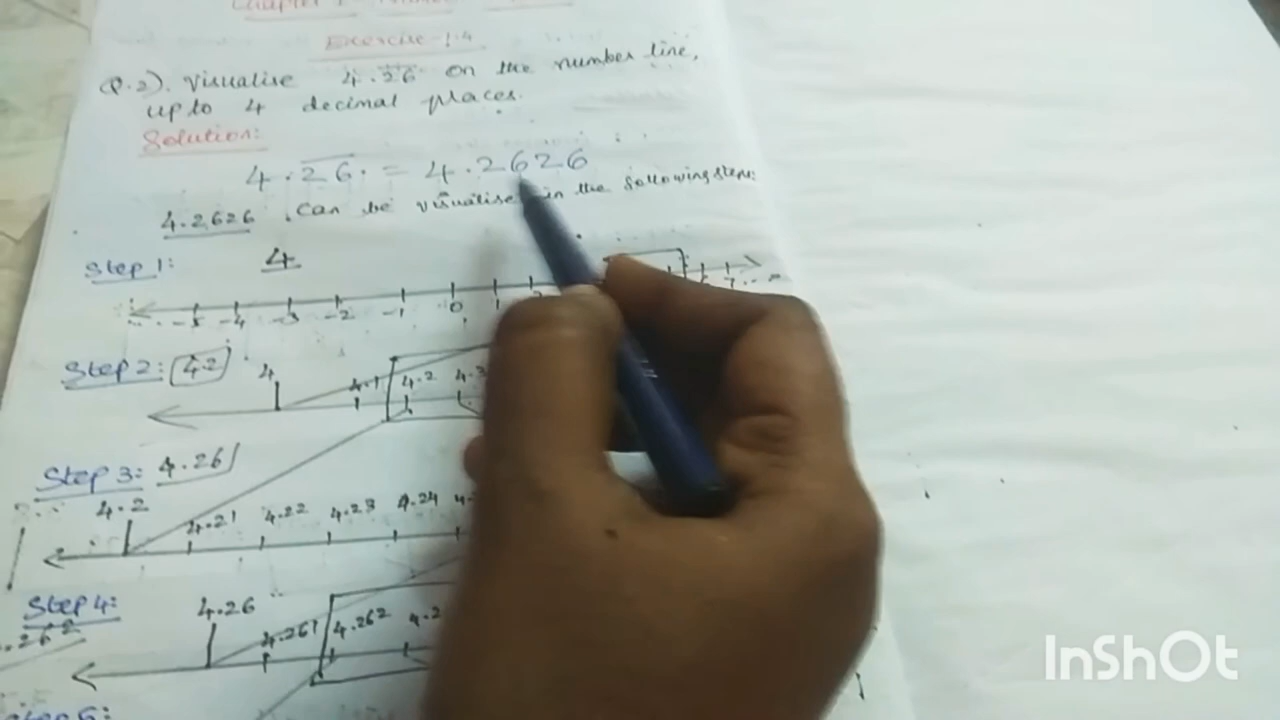 Exercise-1.4
Q.2). Visualise 4.26̅ on the number line,
upto 4 decimal places.
Solution:
4.2̅6̅. = 4.2626
4.2626 can be visualise in the following steps
Step 1: 4
-5 -4 -3 -2 -1 0 1
Step 2: 4.2 4 4.1 4.2 4.3
Step 3: 4.26
4.2 4.21 4.22 4.23 4.24
Step 4: 4.26 4.261 4.262
InShOt